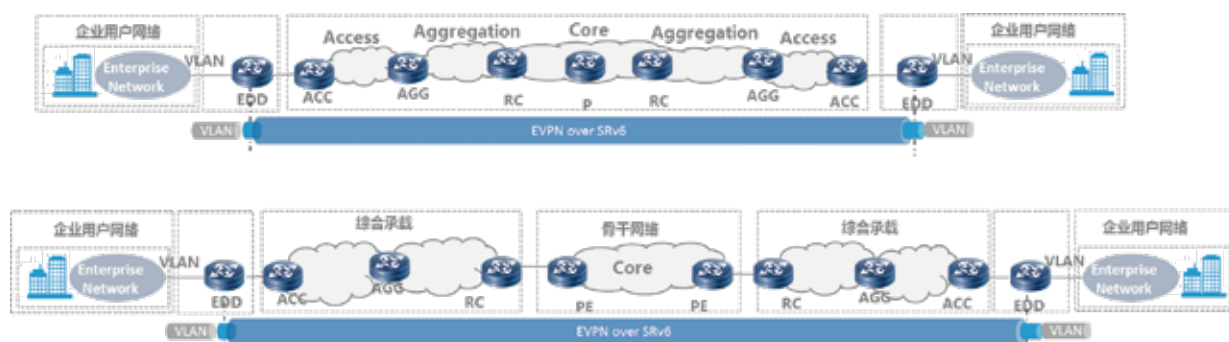 企业用户网络
Enterprise
Network
VLAN
EDD
ACC
Access
AGG
Aggregation
RC
Core
P
RC
Aggregation
AGG
Access
ACC
EDD
VLAN
企业用户网络
Enterprise
Network
VLAN
EVPN over SRv6
VLAN
企业用户网络
Enterprise
Network
VLAN
EDD
综合承载
ACC
AGG
RC
骨干网络
PE
Core
PE
综合承载
RC
AGG
ACC
EDD
VLAN
企业用户网络
Enterprise
Network
VLAN
EVPN over SRv6
VLAN